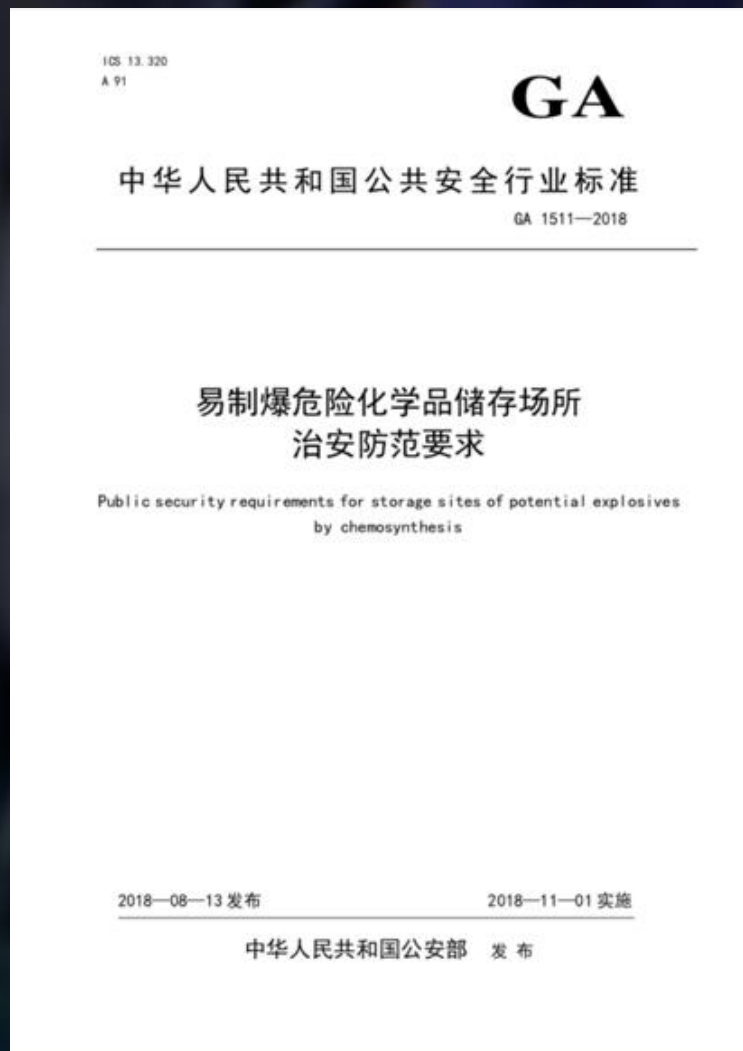 ICS 13.320
A 91
GA
中华人民共和国公共安全行业标准
GA 1511—2018
易制爆危险化学品储存场所
治安防范要求
Public security requirements for storage sites of potential explosives
by chemosynthesis
2018—08—13 发布
2018—11—01 实施
中华人民共和国公安部 发 布